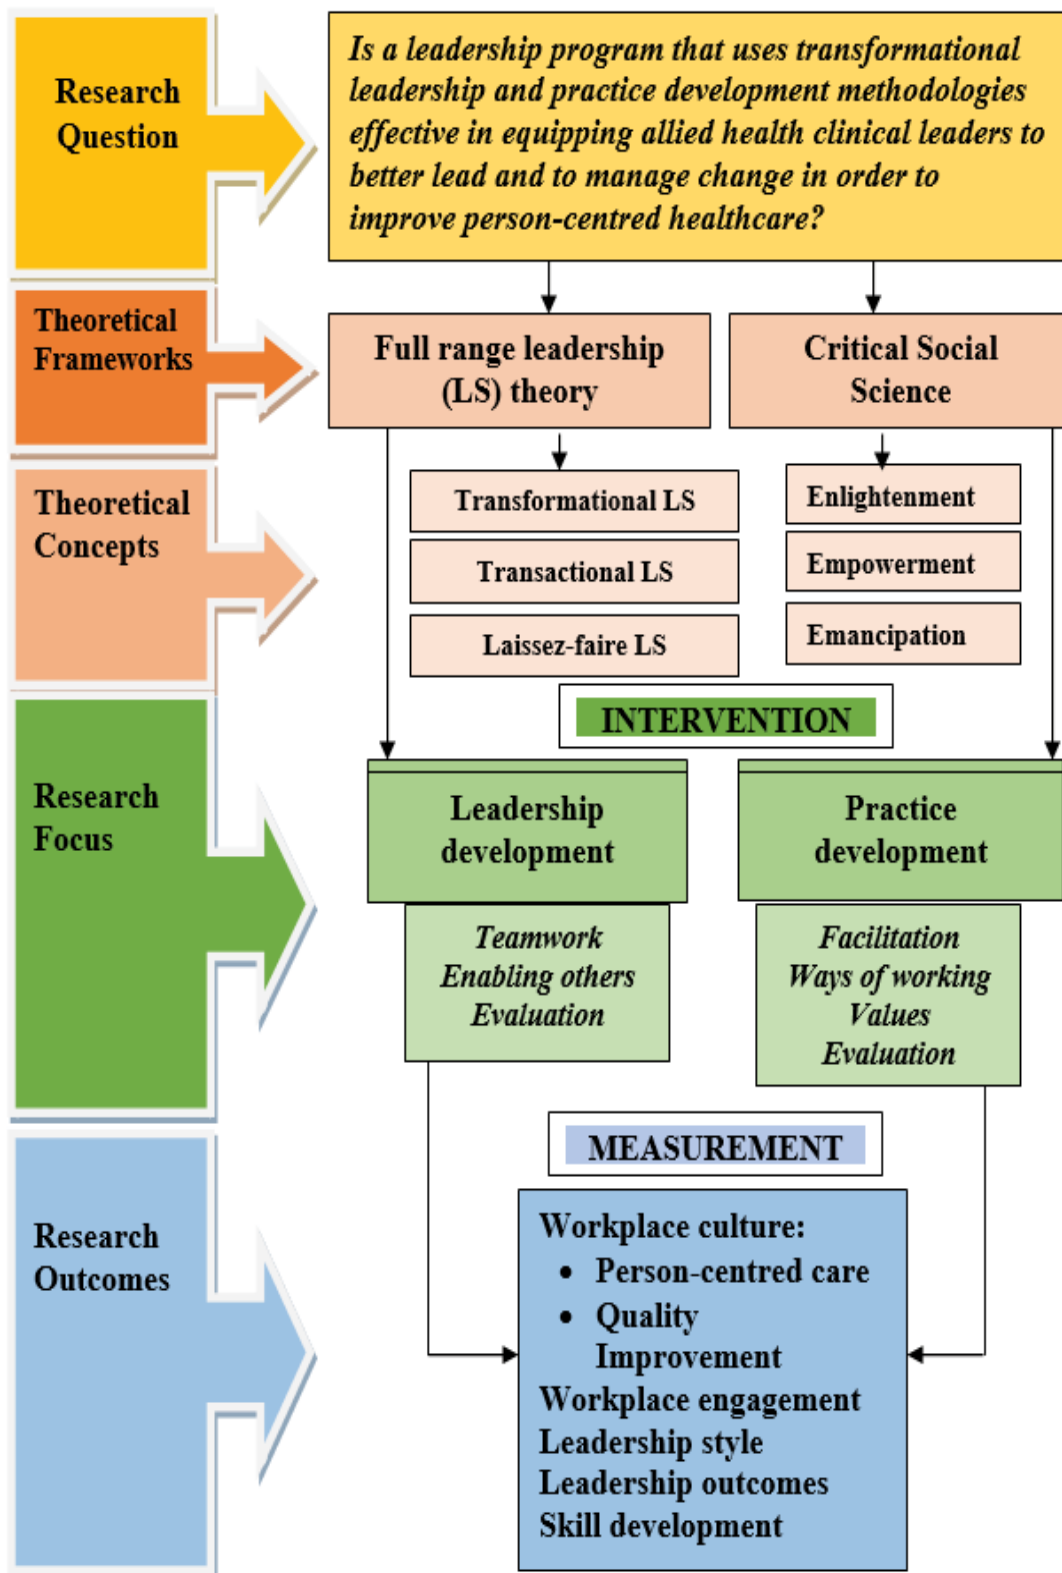 Research
Question
Is a leadership program that uses transformational
leadership and practice development methodologies
effective in equipping allied health clinical leaders to
better lead and to manage change in order to
improve person-centred healthcare?
Theoretical
Frameworks
Full range leadership
(LS) theory
Critical Social
Science
Theoretical
Concepts
Transformational LS
Transactional LS
Laissez-faire LS
Enlightenment
Empowerment
Emancipation
INTERVENTION
Research
Focus
Leadership
development
Practice
development
Teamwork
Enabling others
Evaluation
Facilitation
Ways of working
Values
Evaluation
MEASUREMENT
Research
Outcomes
Workplace culture:
• Person-centred care
• Quality
Improvement
Workplace engagement
Leadership style
Leadership outcomes
Skill development